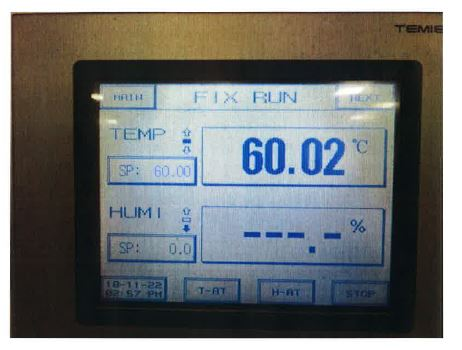 TEMIE
MAIN FIX RUN NEXT
TEMP
60.02 °C
SP: 60.00
HUMI
---.- %
SP: 0.0
18-11-22
02:57 PM
T-AT H-AT STOP